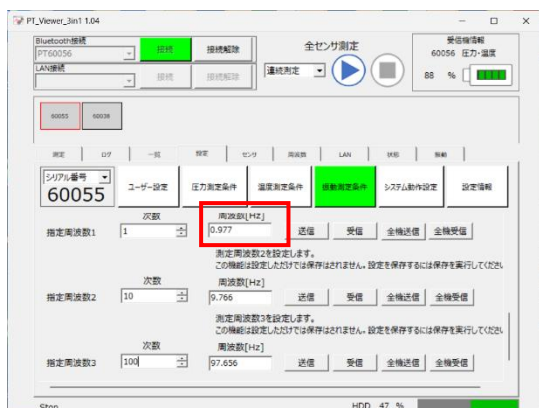 PT_Viewer_3in1 1.04
Bluetooth接続
PT60056 接続 接続解除
LAN接続
接続 接続解除
全センサ測定
連続測定
受信機情報
60056 圧力・温度
88 %
60055 60038
測定 ログ 一覧 設定 センサ 周波数 LAN 状態 振動
シリアル番号
60055
ユーザー設定 圧力測定条件 温度測定条件 振動測定条件 システム動作設定 設定情報
次数 周波数[Hz]
指定周波数1 1 0.977 送信 受信 全機送信 全機受信
測定周波数2を設定します。
この機能は設定しただけでは保存はされません。設定を保存するには保存を実行してくださ
次数 周波数[Hz]
指定周波数2 10 9.766 送信 受信 全機送信 全機受信
測定周波数3を設定します。
この機能は設定しただけでは保存はされません。設定を保存するには保存を実行してくださ
次数 周波数[Hz]
指定周波数3 100 97.656 送信 受信 全機送信 全機受信
Stop HDD 47 %